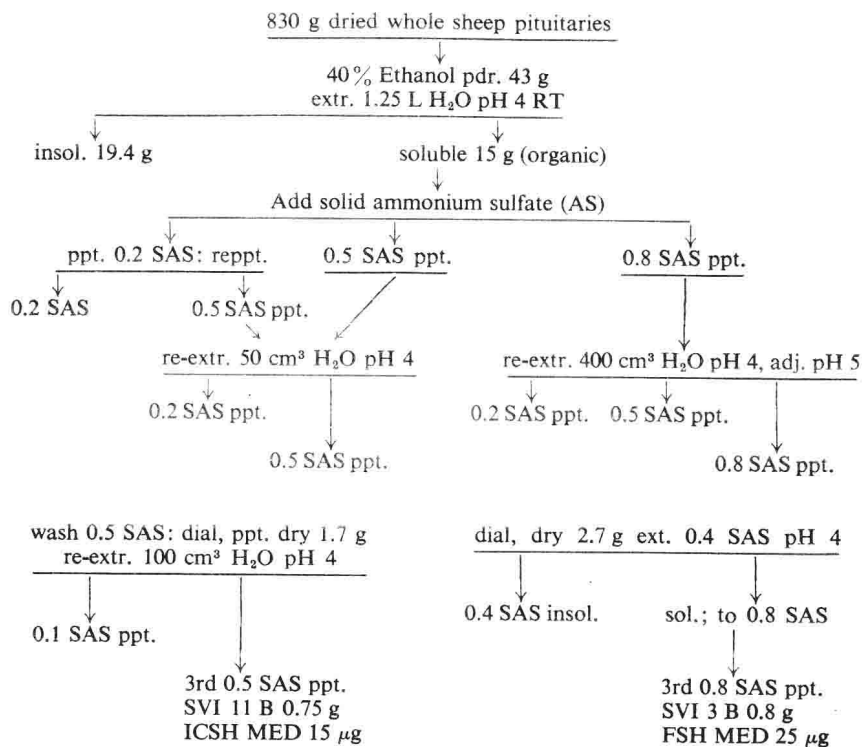 830 g dried whole sheep pituitaries
40% Ethanol pdr. 43 g
extr. 1.25 L H₂O pH 4 RT
insol. 19.4 g
soluble 15 g (organic)
Add solid ammonium sulfate (AS)
ppt. 0.2 SAS: reppt.
0.5 SAS ppt.
0.8 SAS ppt.
0.2 SAS
0.5 SAS ppt.
re-extr. 50 cm³ H₂O pH 4
re-extr. 400 cm³ H₂O pH 4, adj. pH 5
0.2 SAS ppt.
0.5 SAS ppt.
0.2 SAS ppt.
0.5 SAS ppt.
0.8 SAS ppt.
wash 0.5 SAS: dial, ppt. dry 1.7 g
re-extr. 100 cm³ H₂O pH 4
0.1 SAS ppt.
3rd 0.5 SAS ppt.
SVI 11 B 0.75 g
ICSH MED 15 μg
dial, dry 2.7 g ext. 0.4 SAS pH 4
0.4 SAS insol.
sol.; to 0.8 SAS
3rd 0.8 SAS ppt.
SVI 3 B 0.8 g
FSH MED 25 μg